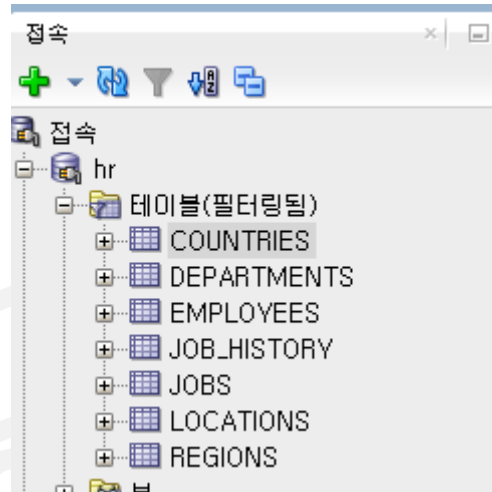 접속
접속
hr
테이블(필터링됨)
COUNTRIES
DEPARTMENTS
EMPLOYEES
JOB_HISTORY
JOBS
LOCATIONS
REGIONS